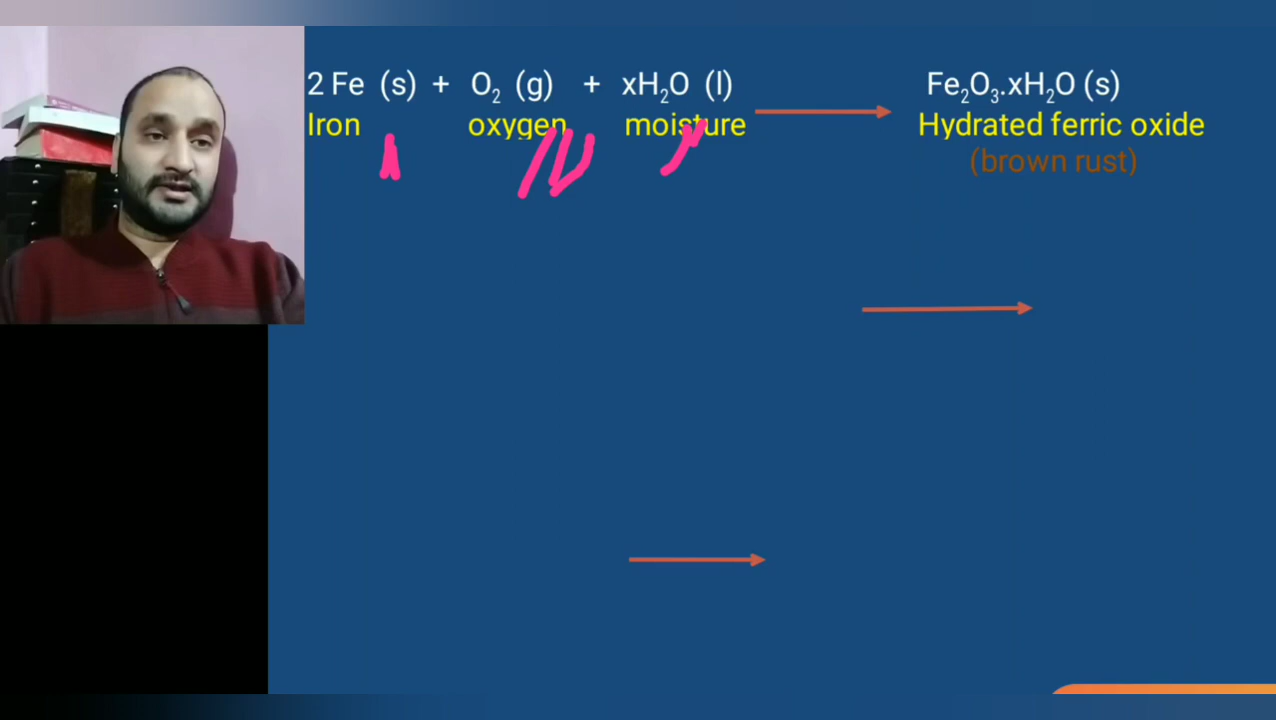 2 Fe (s) + O₂ (g) + xH₂O (l) Fe₂O₃.xH₂O (s)
Iron oxygen moisture Hydrated ferric oxide
(brown rust)